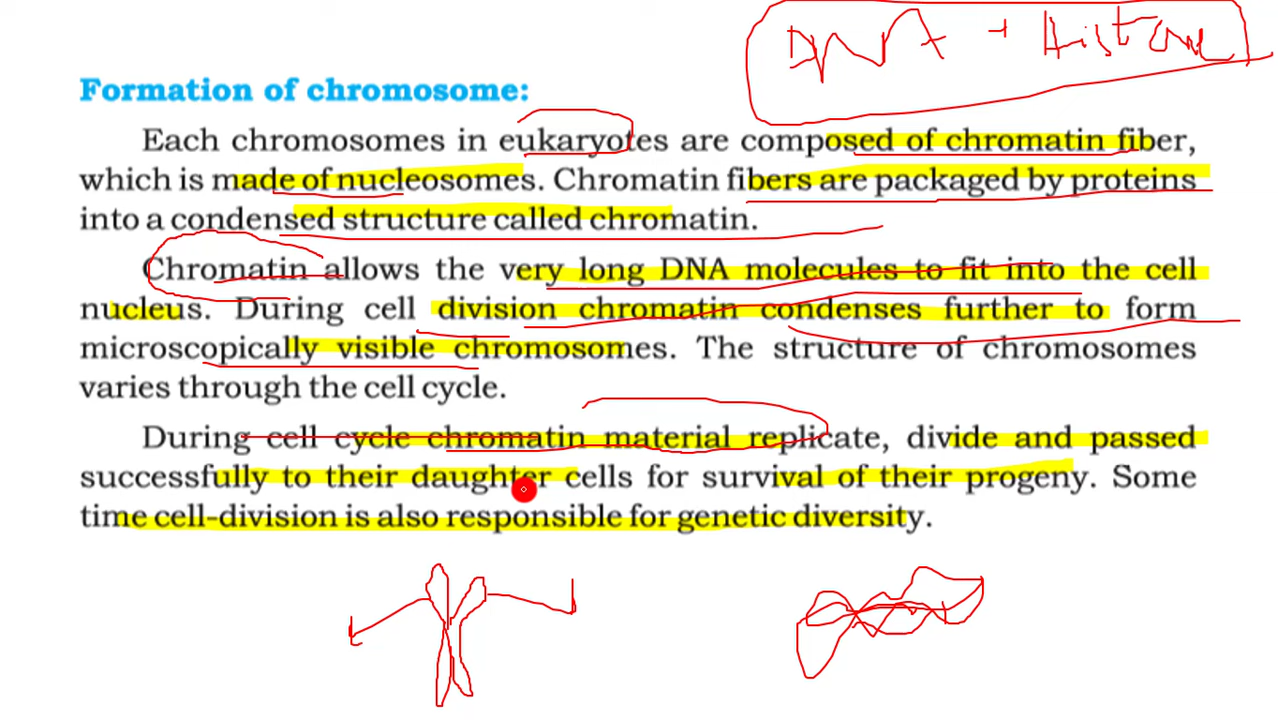 DNA + Histone
Formation of chromosome:
Each chromosomes in eukaryotes are composed of chromatin fiber,
which is made of nucleosomes. Chromatin fibers are packaged by proteins
into a condensed structure called chromatin.
Chromatin allows the very long DNA molecules to fit into the cell
nucleus. During cell division chromatin condenses further to form
microscopically visible chromosomes. The structure of chromosomes
varies through the cell cycle.
During cell cycle chromatin material replicate, divide and passed
successfully to their daughter cells for survival of their progeny. Some
time cell-division is also responsible for genetic diversity.